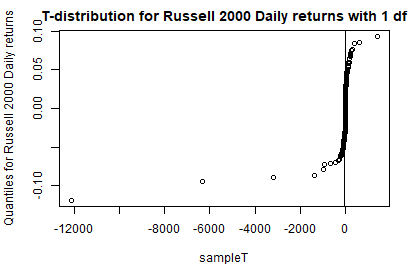 T-distribution for Russell 2000 Daily returns with 1 df
Quantiles for Russell 2000 Daily returns
0.10
0.05
0.00
-0.10
-12000 -8000 -6000 -4000 -2000 0
sampleT